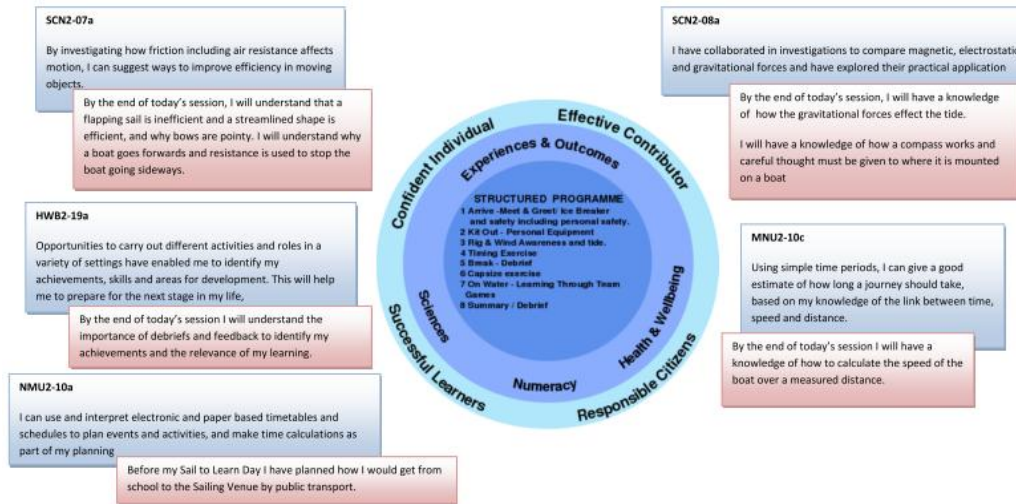 SCN2-07a
By investigating how friction including air resistance affects
motion, I can suggest ways to improve efficiency in moving
objects.
By the end of today's session, I will understand that a
flapping sail is inefficient and a streamlined shape is
efficient, and why bows are pointy. I will understand why
a boat goes forwards and resistance is used to stop the
boat going sideways.
HWB2-19a
Opportunities to carry out different activities and roles in a
variety of settings have enabled me to identify my
achievements, skills and areas for development. This will help
me to prepare for the next stage in my life,
By the end of today's session I will understand the
importance of debriefs and feedback to identify my
achievements and the relevance of my learning.
NMU2-10a
I can use and interpret electronic and paper based timetables and
schedules to plan events and activities, and make time calculations as
part of my planning
Before my Sail to Learn Day I have planned how I would get from
school to the Sailing Venue by public transport.
Confident Individual
Effective Contributor
Successful Learners
Responsible Citizens
Experiences & Outcomes
Sciences
Numeracy
Health & Wellbeing
STRUCTURED PROGRAMME
1 Arrive -Meet & Greet/ Ice Breaker
and safety including personal safety.
2 Kit Out - Personal Equipment
3 Rig & Wind Awareness and tide.
4 Timing Exercise
5 Break - Debrief
6 Capsize exercise
7 On Water - Learning Through Team
Games
8 Summary / Debrief
SCN2-08a
I have collaborated in investigations to compare magnetic, electrostatic
and gravitational forces and have explored their practical application
By the end of today's session, I will have a knowledge
of how the gravitational forces effect the tide.
I will have a knowledge of how a compass works and
careful thought must be given to where it is mounted
on a boat
MNU2-10c
Using simple time periods, I can give a good
estimate of how long a journey should take,
based on my knowledge of the link between time,
speed and distance.
By the end of today's session I will have a
knowledge of how to calculate the speed of the
boat over a measured distance.